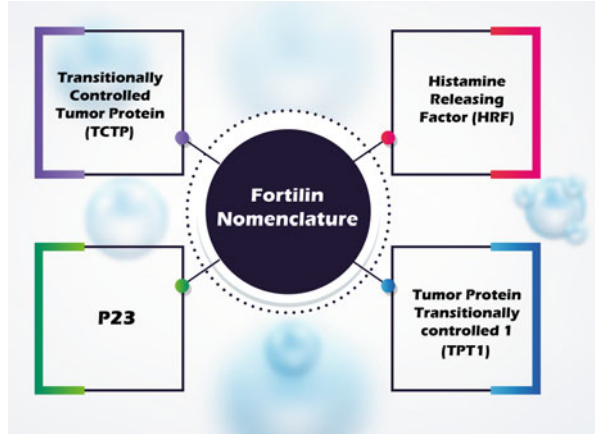 Transitionally
Controlled
Tumor Protein
(TCTP)
Histamine
Releasing
Factor (HRF)
Fortilin
Nomenclature
P23
Tumor Protein
Transitionally
controlled 1
(TPT1)